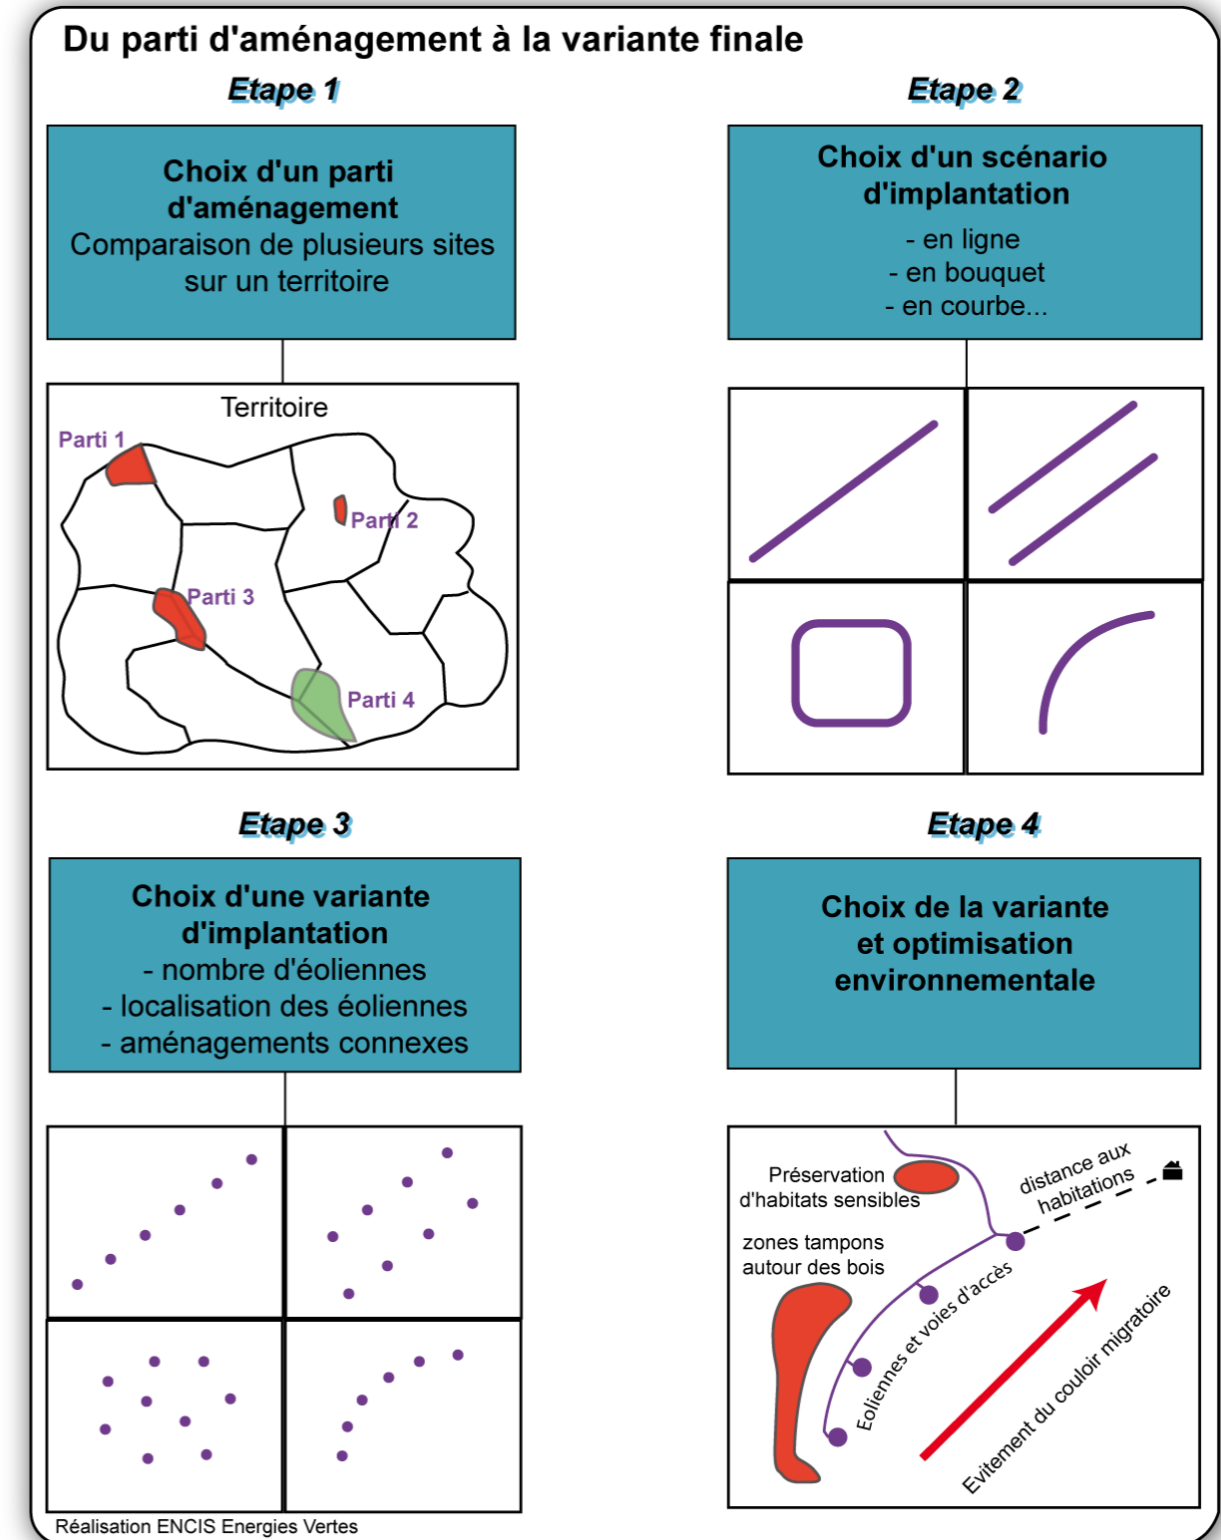 Du parti d'aménagement à la variante finale
Etape 1
Choix d'un parti
d'aménagement
Comparaison de plusieurs sites
sur un territoire
Territoire
Parti 1
Parti 2
Parti 3
Parti 4
Etape 2
Choix d'un scénario
d'implantation
- en ligne
- en bouquet
- en courbe...
Etape 3
Choix d'une variante
d'implantation
- nombre d'éoliennes
- localisation des éoliennes
- aménagements connexes
Etape 4
Choix de la variante
et optimisation
environnementale
Préservation
d'habitats sensibles
distance aux
habitations
zones tampons
autour des bois
Eoliennes et voies d'accès
Evitement du couloir migratoire
Réalisation ENCIS Energies Vertes